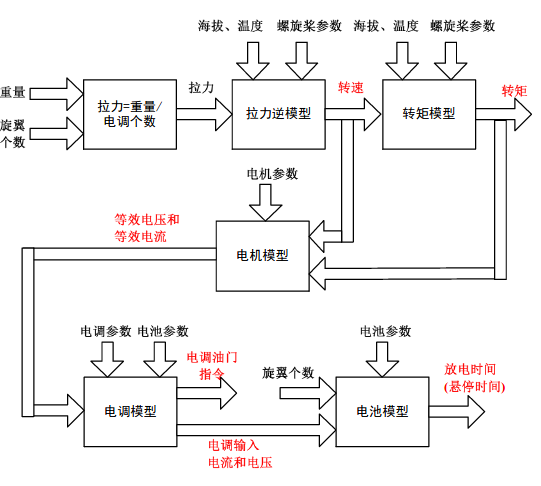 海拔、温度
螺旋桨参数
海拔、温度
螺旋桨参数
重量
旋翼
个数
拉力=重量/
电调个数
拉力
拉力逆模型
转速
转矩模型
转矩
电机参数
等效电压和
等效电流
电机模型
电调参数
电池参数
电调油门
指令
旋翼个数
电池参数
放电时间
(悬停时间)
电调模型
电池模型
电调输入
电流和电压